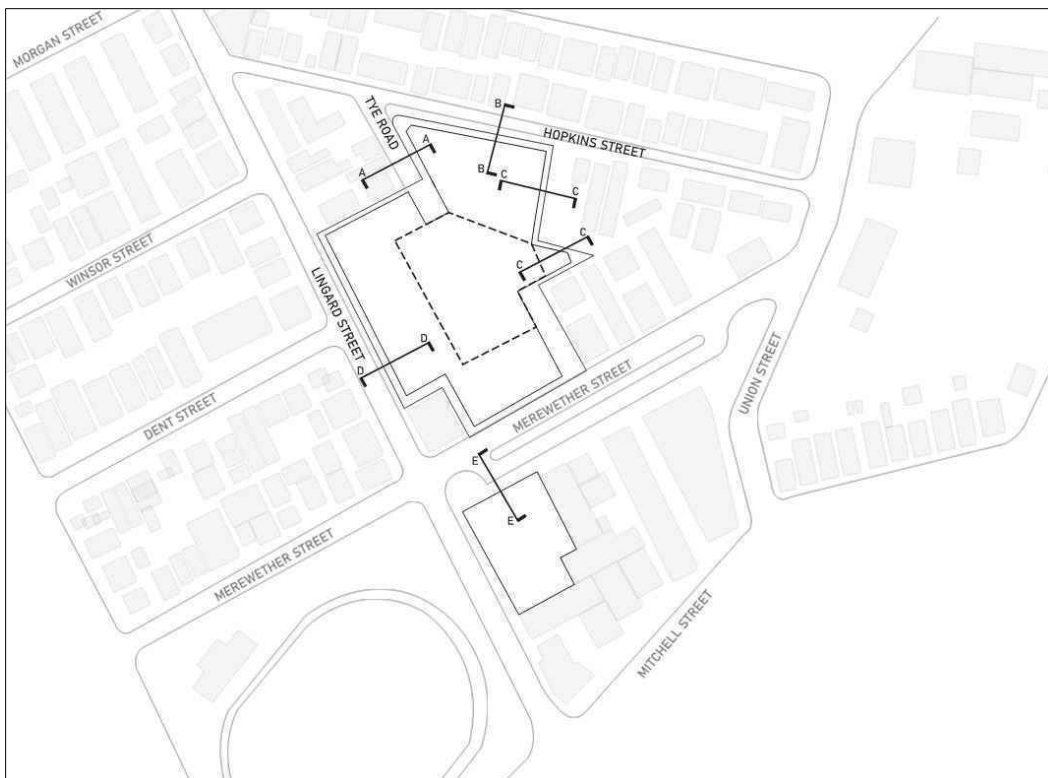 MORGAN STREET
TYE ROAD
HOPKINS STREET
B
B
A
A
C
C
C
C
WINSOR STREET
LINGARD STREET
D
D
DENT STREET
MEREWETHER STREET
UNION STREET
E
E
MEREWETHER STREET
MITCHELL STREET